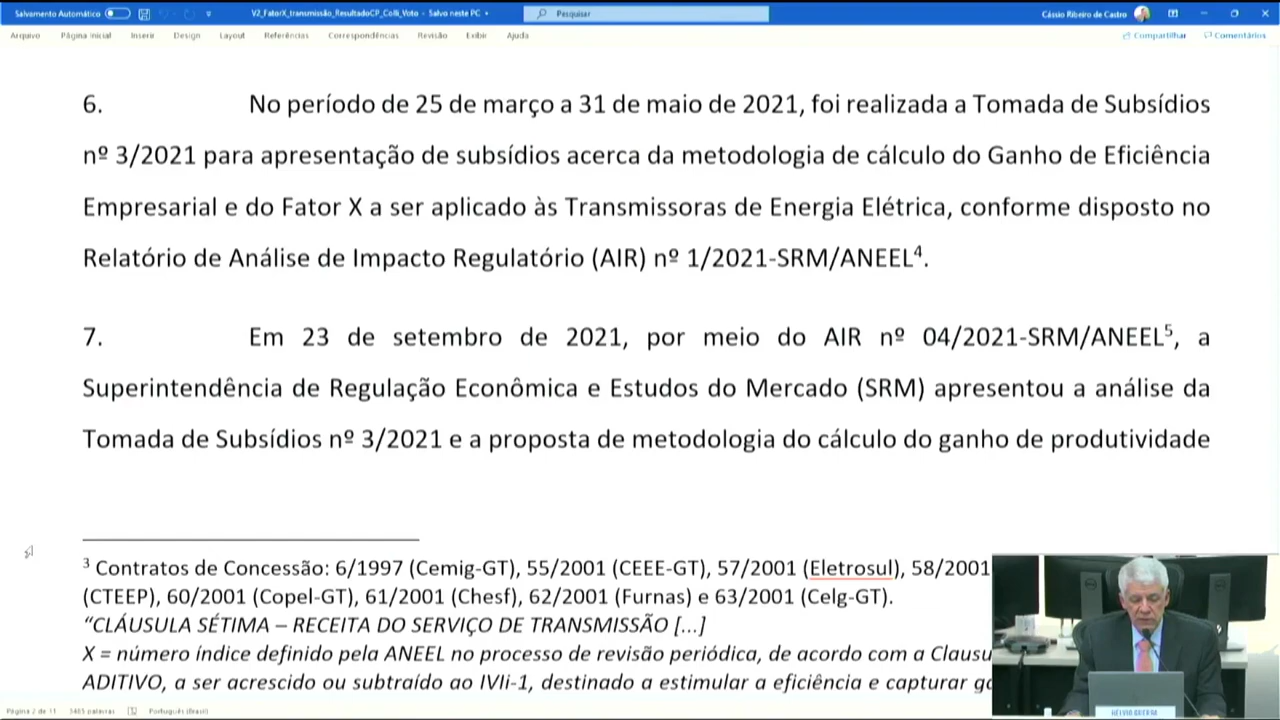 Salvamento Automático
V2_FatorX_transmissão_ResultadoCP_Colli_Voto - Salvo neste PC
Pesquisar
Cássio Ribeiro de Castro
Arquivo Página Inicial Inserir Design Layout Referências Correspondências Revisão Exibir Ajuda
Compartilhar Comentários
6. No período de 25 de março a 31 de maio de 2021, foi realizada a Tomada de Subsídios
nº 3/2021 para apresentação de subsídios acerca da metodologia de cálculo do Ganho de Eficiência
Empresarial e do Fator X a ser aplicado às Transmissoras de Energia Elétrica, conforme disposto no
Relatório de Análise de Impacto Regulatório (AIR) nº 1/2021-SRM/ANEEL⁴.
7. Em 23 de setembro de 2021, por meio do AIR nº 04/2021-SRM/ANEEL⁵, a
Superintendência de Regulação Econômica e Estudos do Mercado (SRM) apresentou a análise da
Tomada de Subsídios nº 3/2021 e a proposta de metodologia do cálculo do ganho de produtividade
³ Contratos de Concessão: 6/1997 (Cemig-GT), 55/2001 (CEEE-GT), 57/2001 (Eletrosul), 58/2001
(CTEEP), 60/2001 (Copel-GT), 61/2001 (Chesf), 62/2001 (Furnas) e 63/2001 (Celg-GT).
“CLÁUSULA SÉTIMA – RECEITA DO SERVIÇO DE TRANSMISSÃO [...]
X = número índice definido pela ANEEL no processo de revisão periódica, de acordo com a Clausu
ADITIVO, a ser acrescido ou subtraído ao IVIi-1, destinado a estimular a eficiência e capturar
Página 2 de 11 5485 palavras Português (Brasil)
HÉLVIO GUERRA